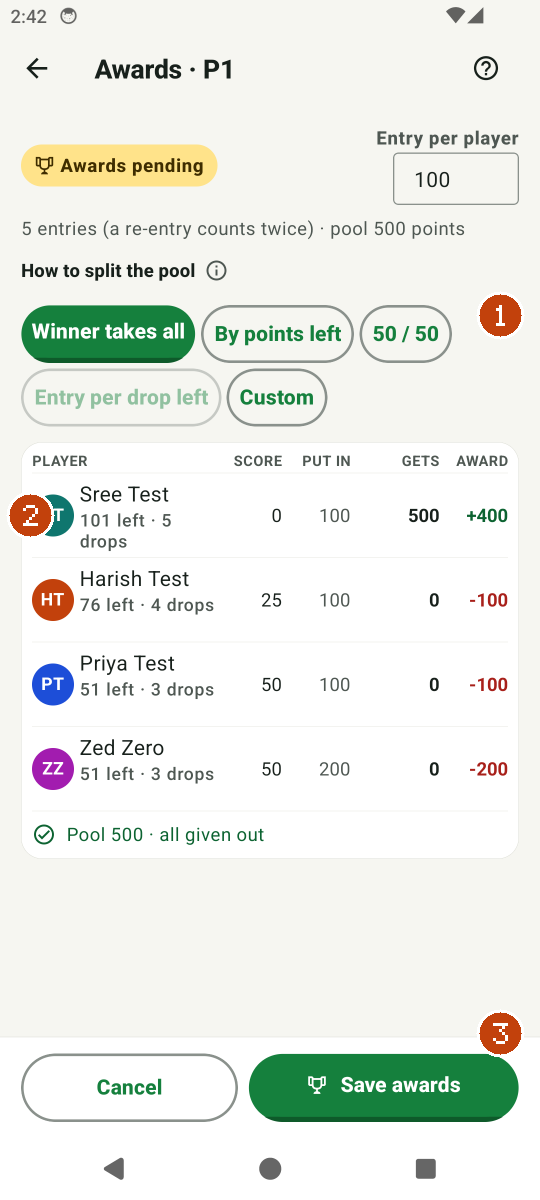 2:42
Awards · P1
Entry per player
Awards pending
100
5 entries (a re-entry counts twice) · pool 500 points
How to split the pool
1
Winner takes all
By points left
50 / 50
Entry per drop left
Custom
PLAYER SCORE PUT IN GETS AWARD
Sree Test
2 T 101 left · 5 0 100 500 +400
drops
Harish Test
HT 76 left · 4 drops 25 100 0 -100
Priya Test
PT 51 left · 3 drops 50 100 0 -100
Zed Zero
ZZ 51 left · 3 drops 50 200 0 -200
Pool 500 · all given out
3
Cancel
Save awards